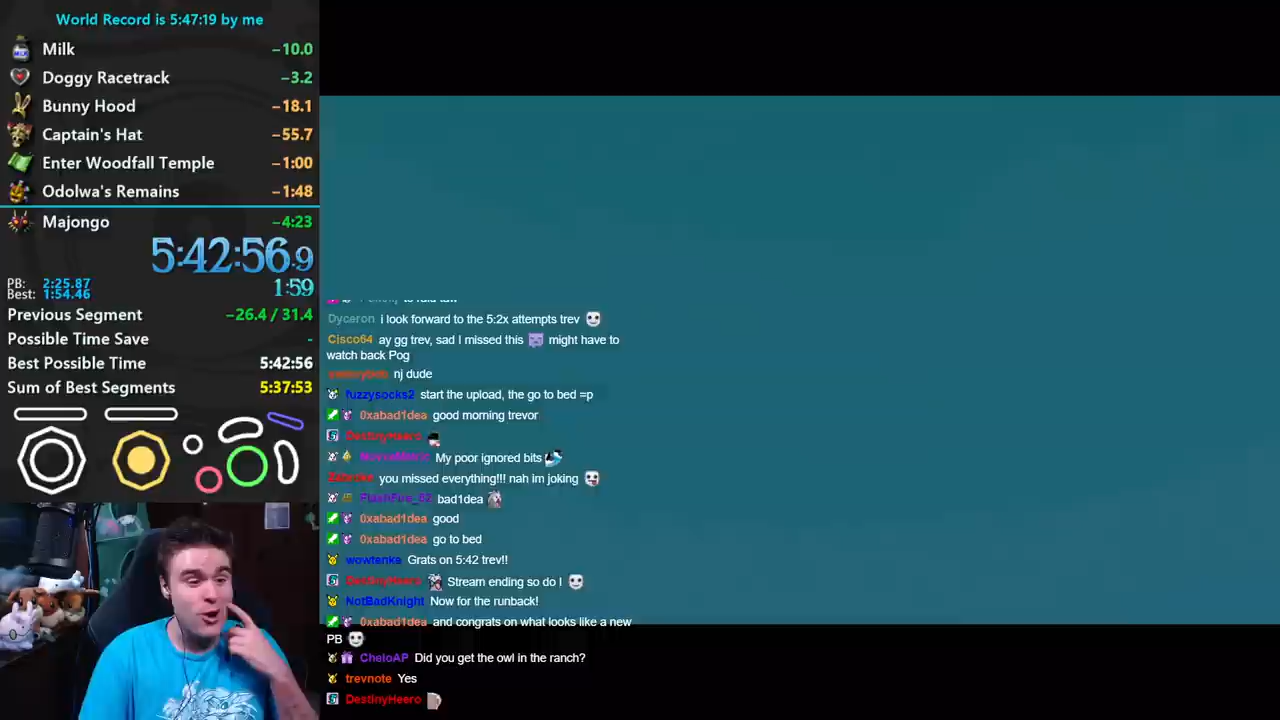 World Record is 5:47:19 by me
Milk −10.0
Doggy Racetrack −3.2
Bunny Hood −18.1
Captain's Hat −55.7
Enter Woodfall Temple −1:00
Odolwa's Remains −1:48
Majongo −4:23
5:42:56.9
PB: 2:25.87
Best: 1:54.46
1:59
Previous Segment −26.4 / 31.4
Possible Time Save -
Best Possible Time 5:42:56
Sum of Best Segments 5:37:53
Dyceron i look forward to the 5:2x attempts trev
Cisco64 ay gg trev, sad I missed this might have to
watch back Pog
nj dude
fuzzysocks2 start the upload, the go to bed =p
0xabad1dea good morning trevor
DestinyHeero
My poor ignored bits
you missed everything!!! nah im joking
bad1dea
0xabad1dea good
0xabad1dea go to bed
wowtenke Grats on 5:42 trev!!
DestinyHeero Stream ending so do I
NotBadKnight Now for the runback!
0xabad1dea and congrats on what looks like a new
PB
CheloAP Did you get the owl in the ranch?
trevnote Yes
DestinyHeero